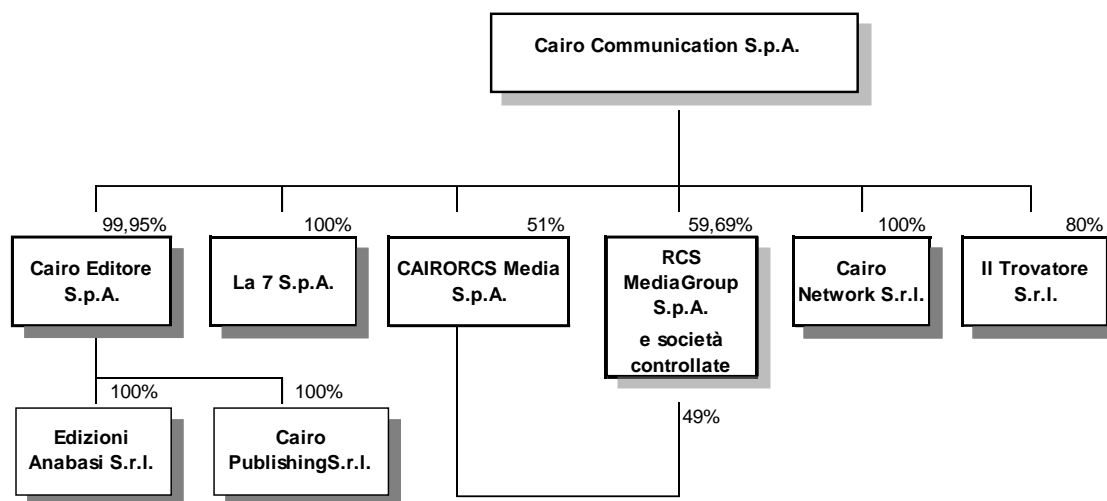 Cairo Communication S.p.A.
99,95%
100%
51%
59,69%
100%
80%
Cairo Editore
S.p.A.
La 7 S.p.A.
CAIRORCS Media
S.p.A.
RCS
MediaGroup
S.p.A.
e società
controllate
Cairo
Network S.r.l.
Il Trovatore
S.r.l.
100%
100%
49%
Edizioni
Anabasi S.r.l.
Cairo
PublishingS.r.l.